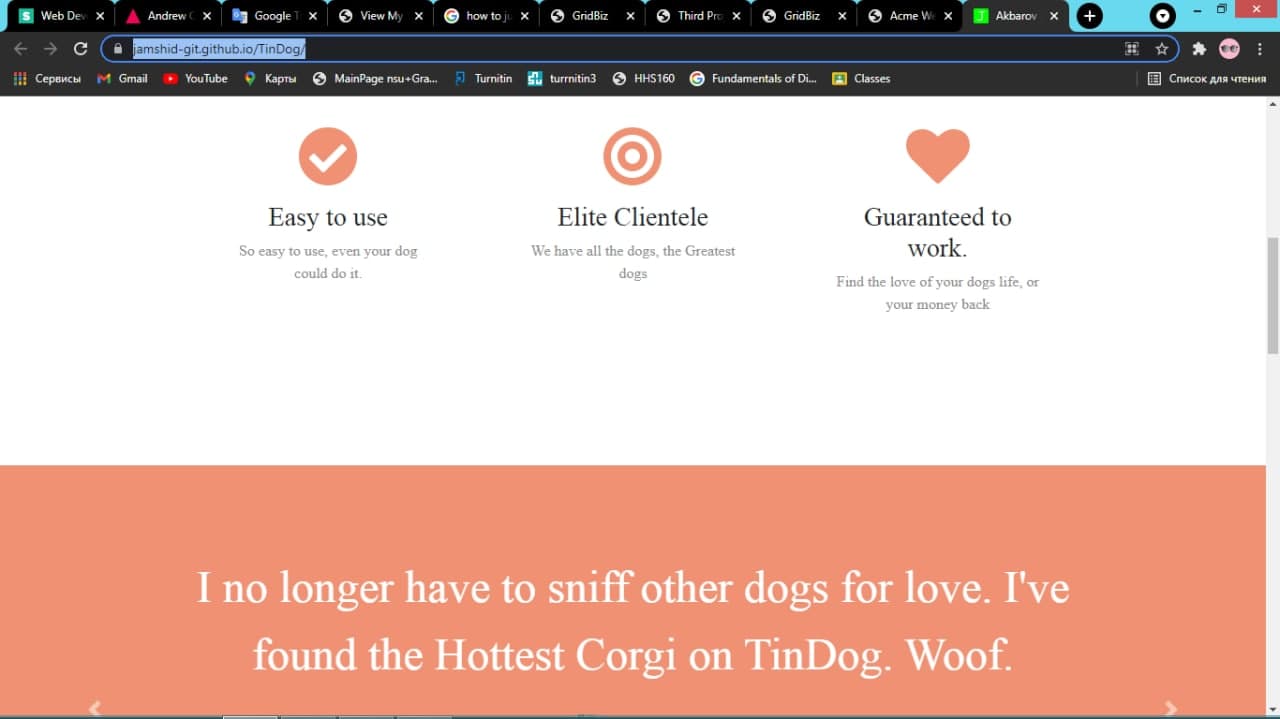 Web Dev
Andrew C
Google T
View My
how to ju
GridBiz
Third Pro
GridBiz
Acme We
Akbarov
jamshid-git.github.io/TinDog/
Сервисы
Gmail
YouTube
Карты
MainPage nsu+Gra...
Turnitin
turrnitin3
HHS160
Fundamentals of Di...
Classes
Список для чтения
Easy to use
So easy to use, even your dog
could do it.
Elite Clientele
We have all the dogs, the Greatest
dogs
Guaranteed to
work.
Find the love of your dogs life, or
your money back
I no longer have to sniff other dogs for love. I've
found the Hottest Corgi on TinDog. Woof.